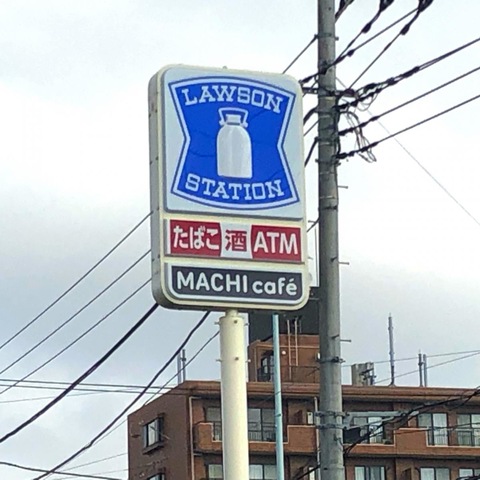 LAWSON
STATION
たばこ 酒 ATM
MACHI café